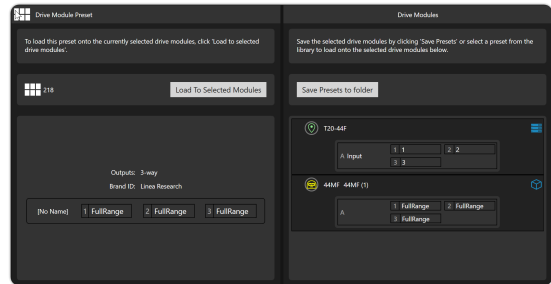 Drive Module Preset
To load this preset onto the currently selected drive modules, click 'Load to selected
drive modules'.
218
Load To Selected Modules
Outputs: 3-way
Brand ID: Linea Research
[No Name] 1 FullRange 2 FullRange 3 FullRange
Drive Modules
Save the selected drive modules by clicking 'Save Presets' or select a preset from the
library to load onto the selected drive modules below.
Save Presets to folder
T20-44F
A Input
1 1 2 2
3 3
44MF 44MF (1)
A
1 FullRange 2 FullRange
3 FullRange